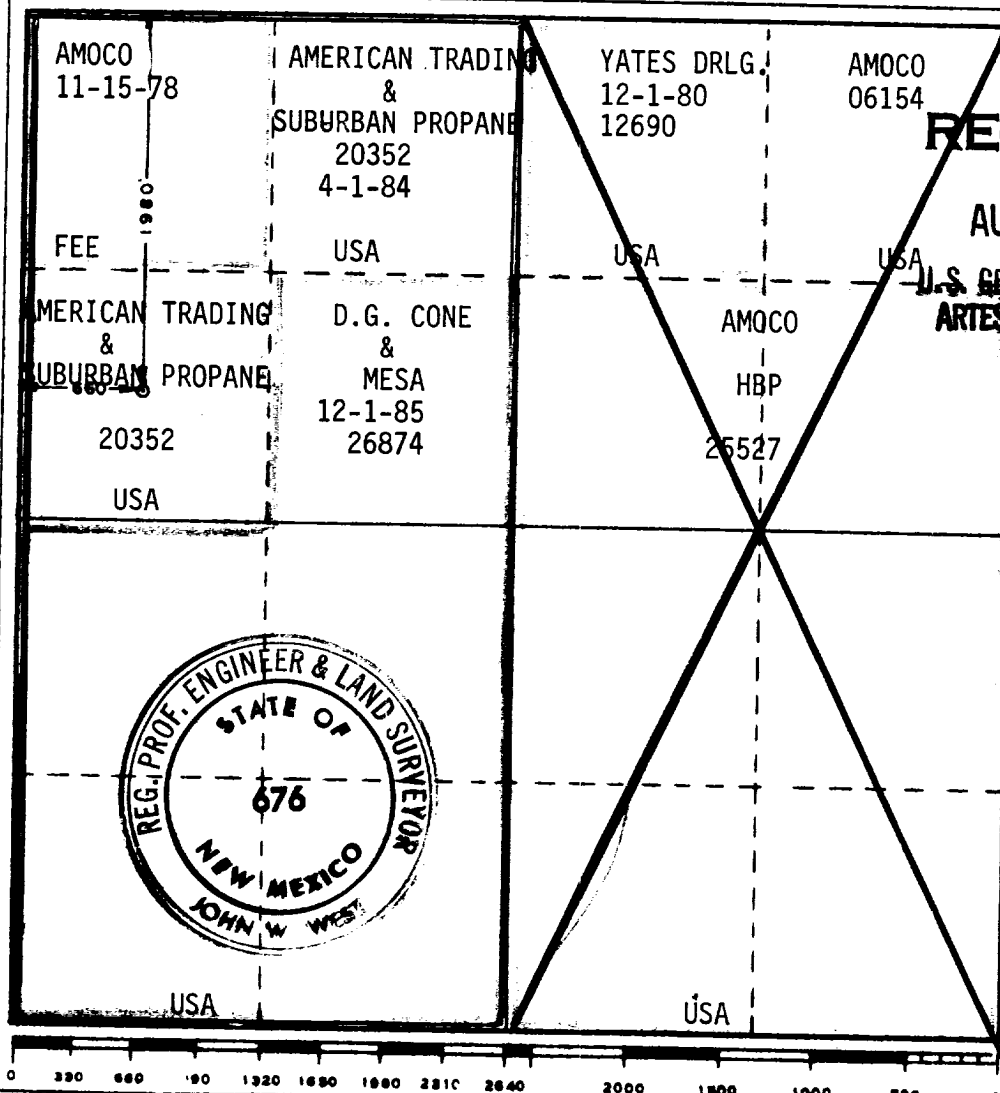 AMOCO
11-15-78
FEE
1980.
AMERICAN TRADING
&
SUBURBAN PROPANE
20352
4-1-84
USA
YATES DRLG.
12-1-80
12690
USA
AMOCO
06154
USA
U.S.
AMERICAN TRADING
&
SUBURBAN PROPANE
660
20352
USA
D.G. CONE
&
MESA
12-1-85
26874
AMOCO
HBP
25527
REG. PROF. ENGINEER & LAND SURVEYOR
STATE OF
676
NEW MEXICO
JOHN W WEST
USA
USA
0 330 660 190 1320 1650 1980 2310 2640 2000 1500 1000